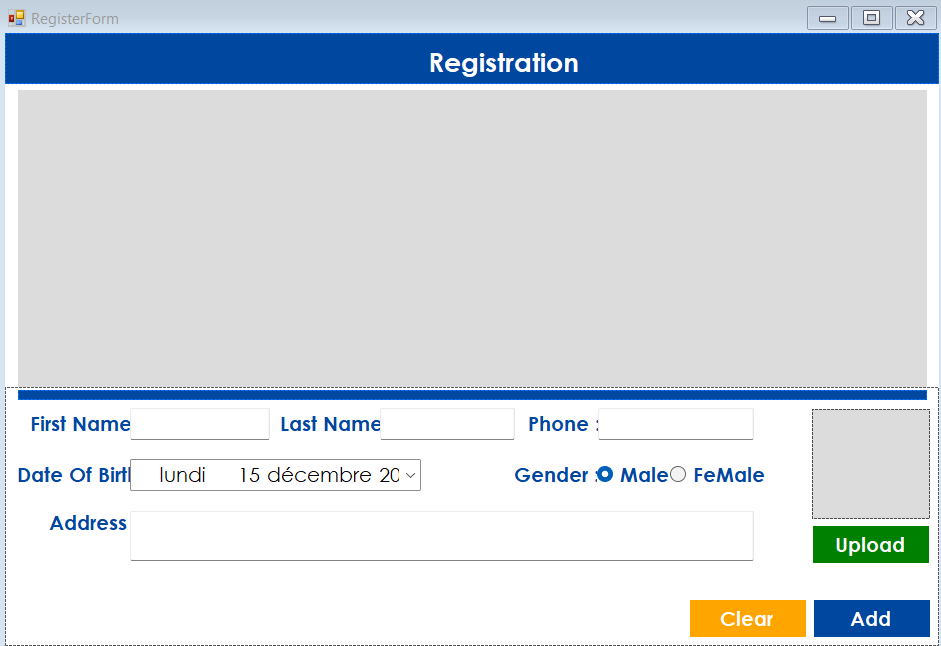 RegisterForm
Registration
First Name Last Name Phone :
Date Of Birt lundi 15 décembre 20 Gender : Male FeMale
Address
Upload
Clear Add